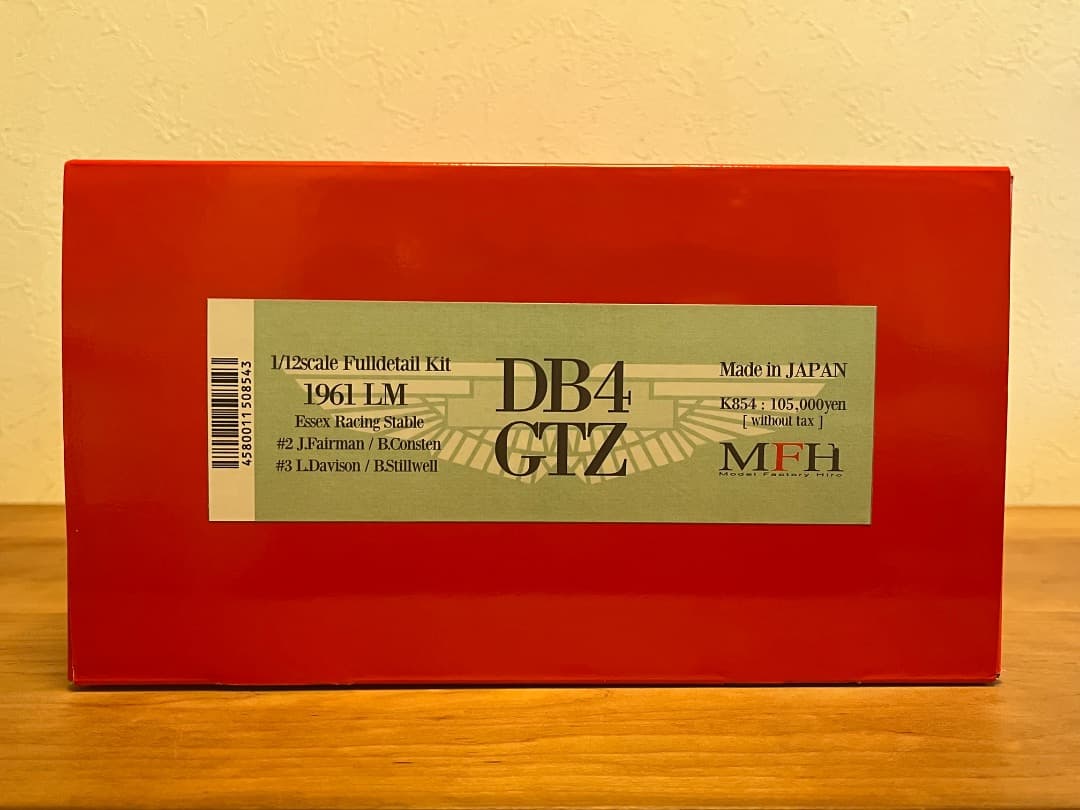 4580011508543
1/12scale Fulldetail Kit
1961 LM
Essex Racing Stable
#2 J.Fairman / B.Consten
#3 L.Davison / B.Stillwell
DB4
GTZ
Made in JAPAN
K854 : 105,000yen
[ without tax ]
MFH
Model Factory Hiro